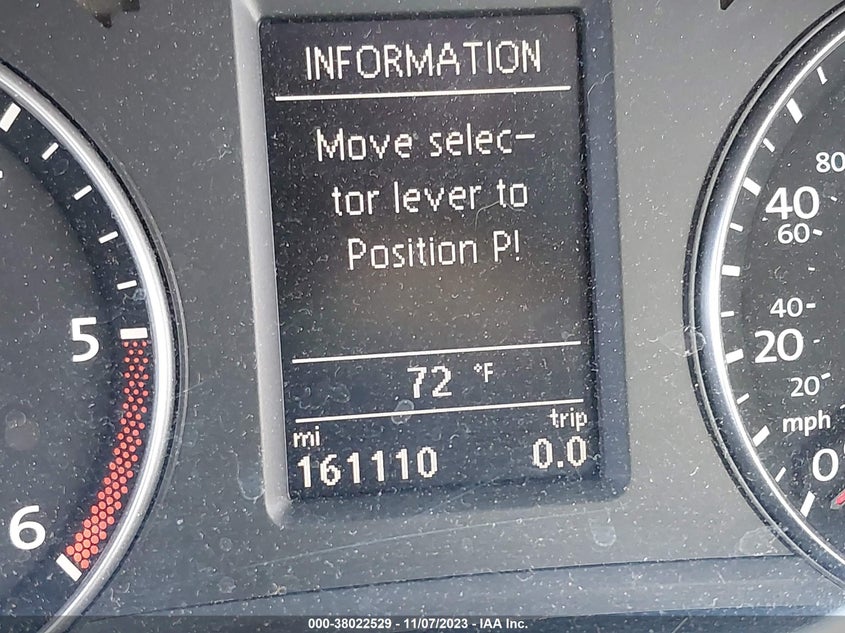 INFORMATION
Move selec-
tor lever to
Position P!
72 °F
mi
trip
161110
0.0
5
6
80
40
60
40
20
20
mph
0
000-38022529 - 11/07/2023 - IAA Inc.